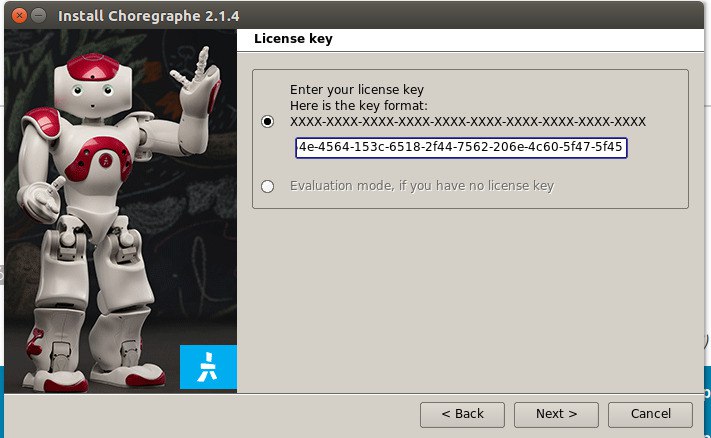 Install Choregraphe 2.1.4
License key
Enter your license key
Here is the key format:
XXXX-XXXX-XXXX-XXXX-XXXX-XXXX-XXXX-XXXX-XXXX-XXXX
4e-4564-153c-6518-2f44-7562-206e-4c60-5f47-5f45
Evaluation mode, if you have no license key
< Back
Next >
Cancel